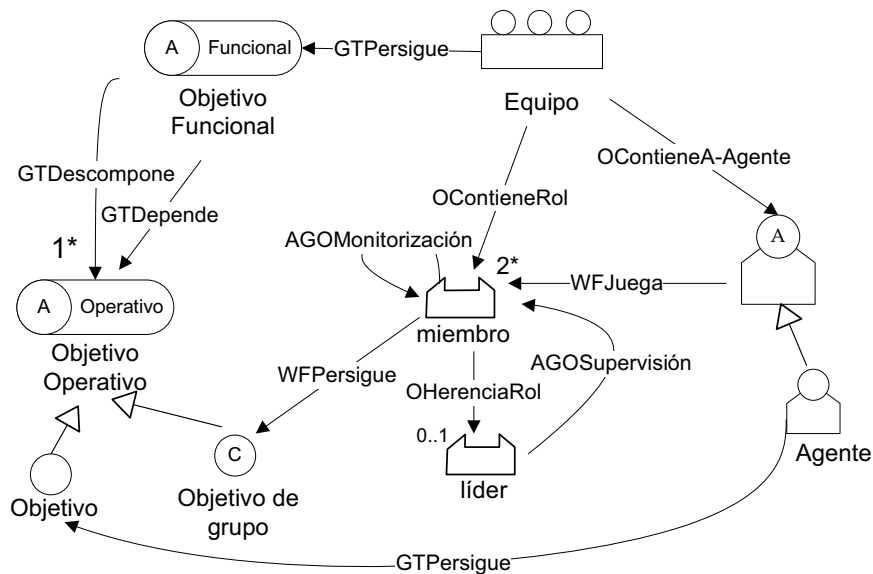 A
Funcional
GTPersigue
Objetivo
Funcional
Equipo
GTDescompone
OContieneA-Agente
OContieneRol
GTDepende
AGOMonitorización
A
1*
2*
WFJuega
A
Operativo
miembro
Objetivo
Operativo
WFPersigue
AGOSupervisión
OHerenciaRol
0..1
C
Agente
líder
Objetivo
Objetivo de
grupo
GTPersigue